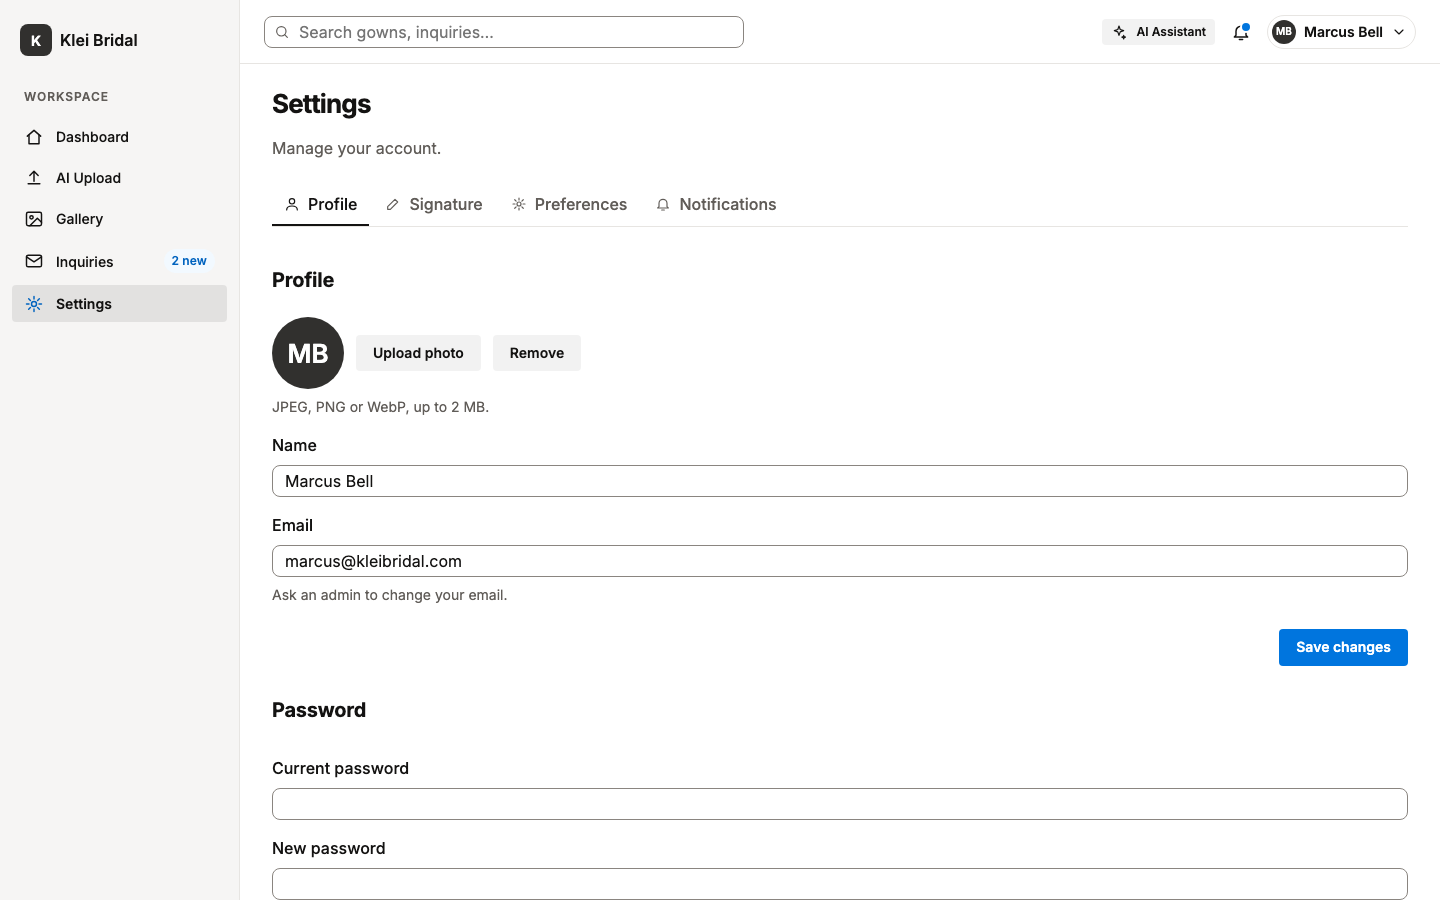 K Klei Bridal
WORKSPACE
Dashboard
AI Upload
Gallery
Inquiries 2 new
Settings
Search gowns, inquiries...
AI Assistant
MB Marcus Bell
Settings
Manage your account.
Profile Signature Preferences Notifications
Profile
MB Upload photo Remove
JPEG, PNG or WebP, up to 2 MB.
Name
Marcus Bell
Email
marcus@kleibridal.com
Ask an admin to change your email.
Save changes
Password
Current password
New password